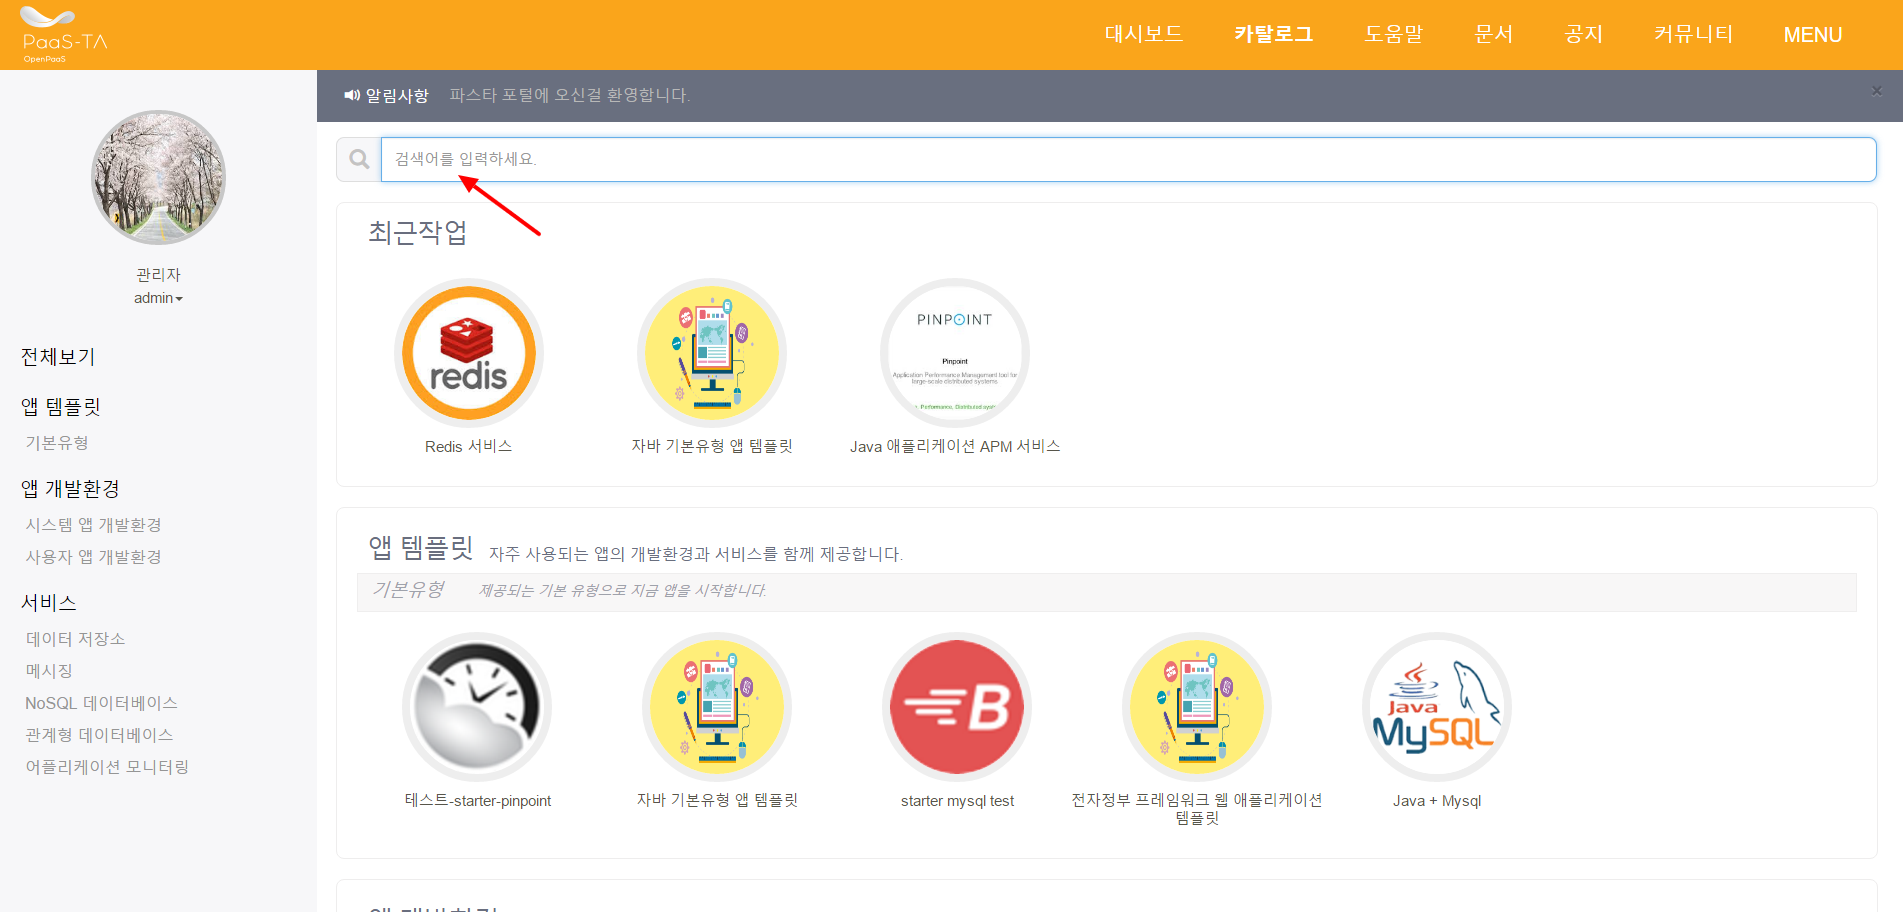 PaaS-TA
OpenPaaS
대시보드 카탈로그 도움말 문서 공지 커뮤니티 MENU
관리자
admin
전체보기
앱 템플릿
기본유형
앱 개발환경
시스템 앱 개발환경
사용자 앱 개발환경
서비스
데이터 저장소
메시징
NoSQL 데이터베이스
관계형 데이터베이스
어플리케이션 모니터링
알림사항 파스타 포털에 오신걸 환영합니다. ×
검색어를 입력하세요.
최근작업
redis
PINPOINT
Pinpoint
Application Performance Management tool for
large-scale distributed systems
Performance, Distributed
Redis 서비스
자바 기본유형 앱 템플릿
Java 애플리케이션 APM 서비스
앱 템플릿 자주 사용되는 앱의 개발환경과 서비스를 함께 제공합니다.
기본유형 제공되는 기본 유형으로 지금 앱을 시작합니다.
B
Java
MySQL
테스트-starter-pinpoint
자바 기본유형 앱 템플릿
starter mysql test
전자정부 프레임워크 웹 애플리케이션
템플릿
Java + Mysql